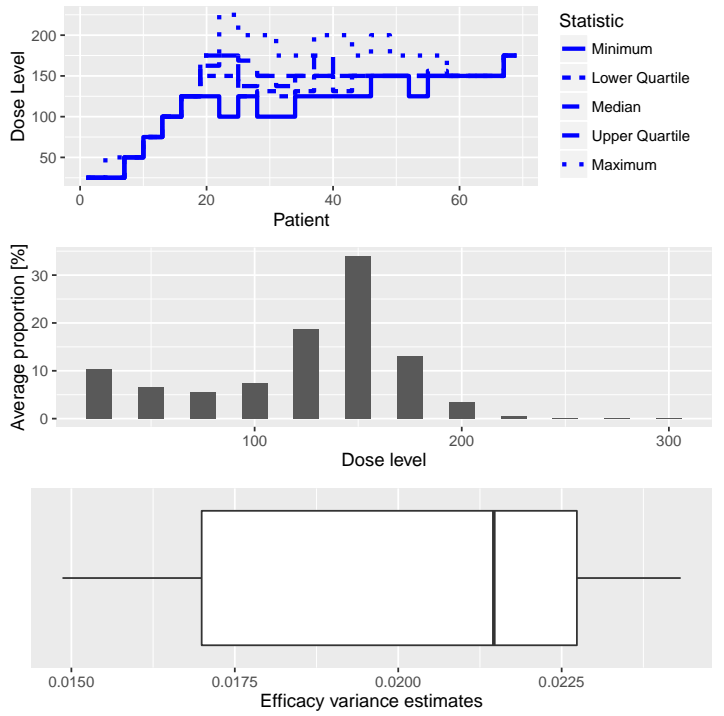 Dose Level
200
150
100
50
0
20
40
60
Patient
Statistic
Minimum
Lower Quartile
Median
Upper Quartile
Maximum
Average proportion [%]
30
20
10
0
100
200
300
Dose level
0.0150
0.0175
0.0200
0.0225
Efficacy variance estimates